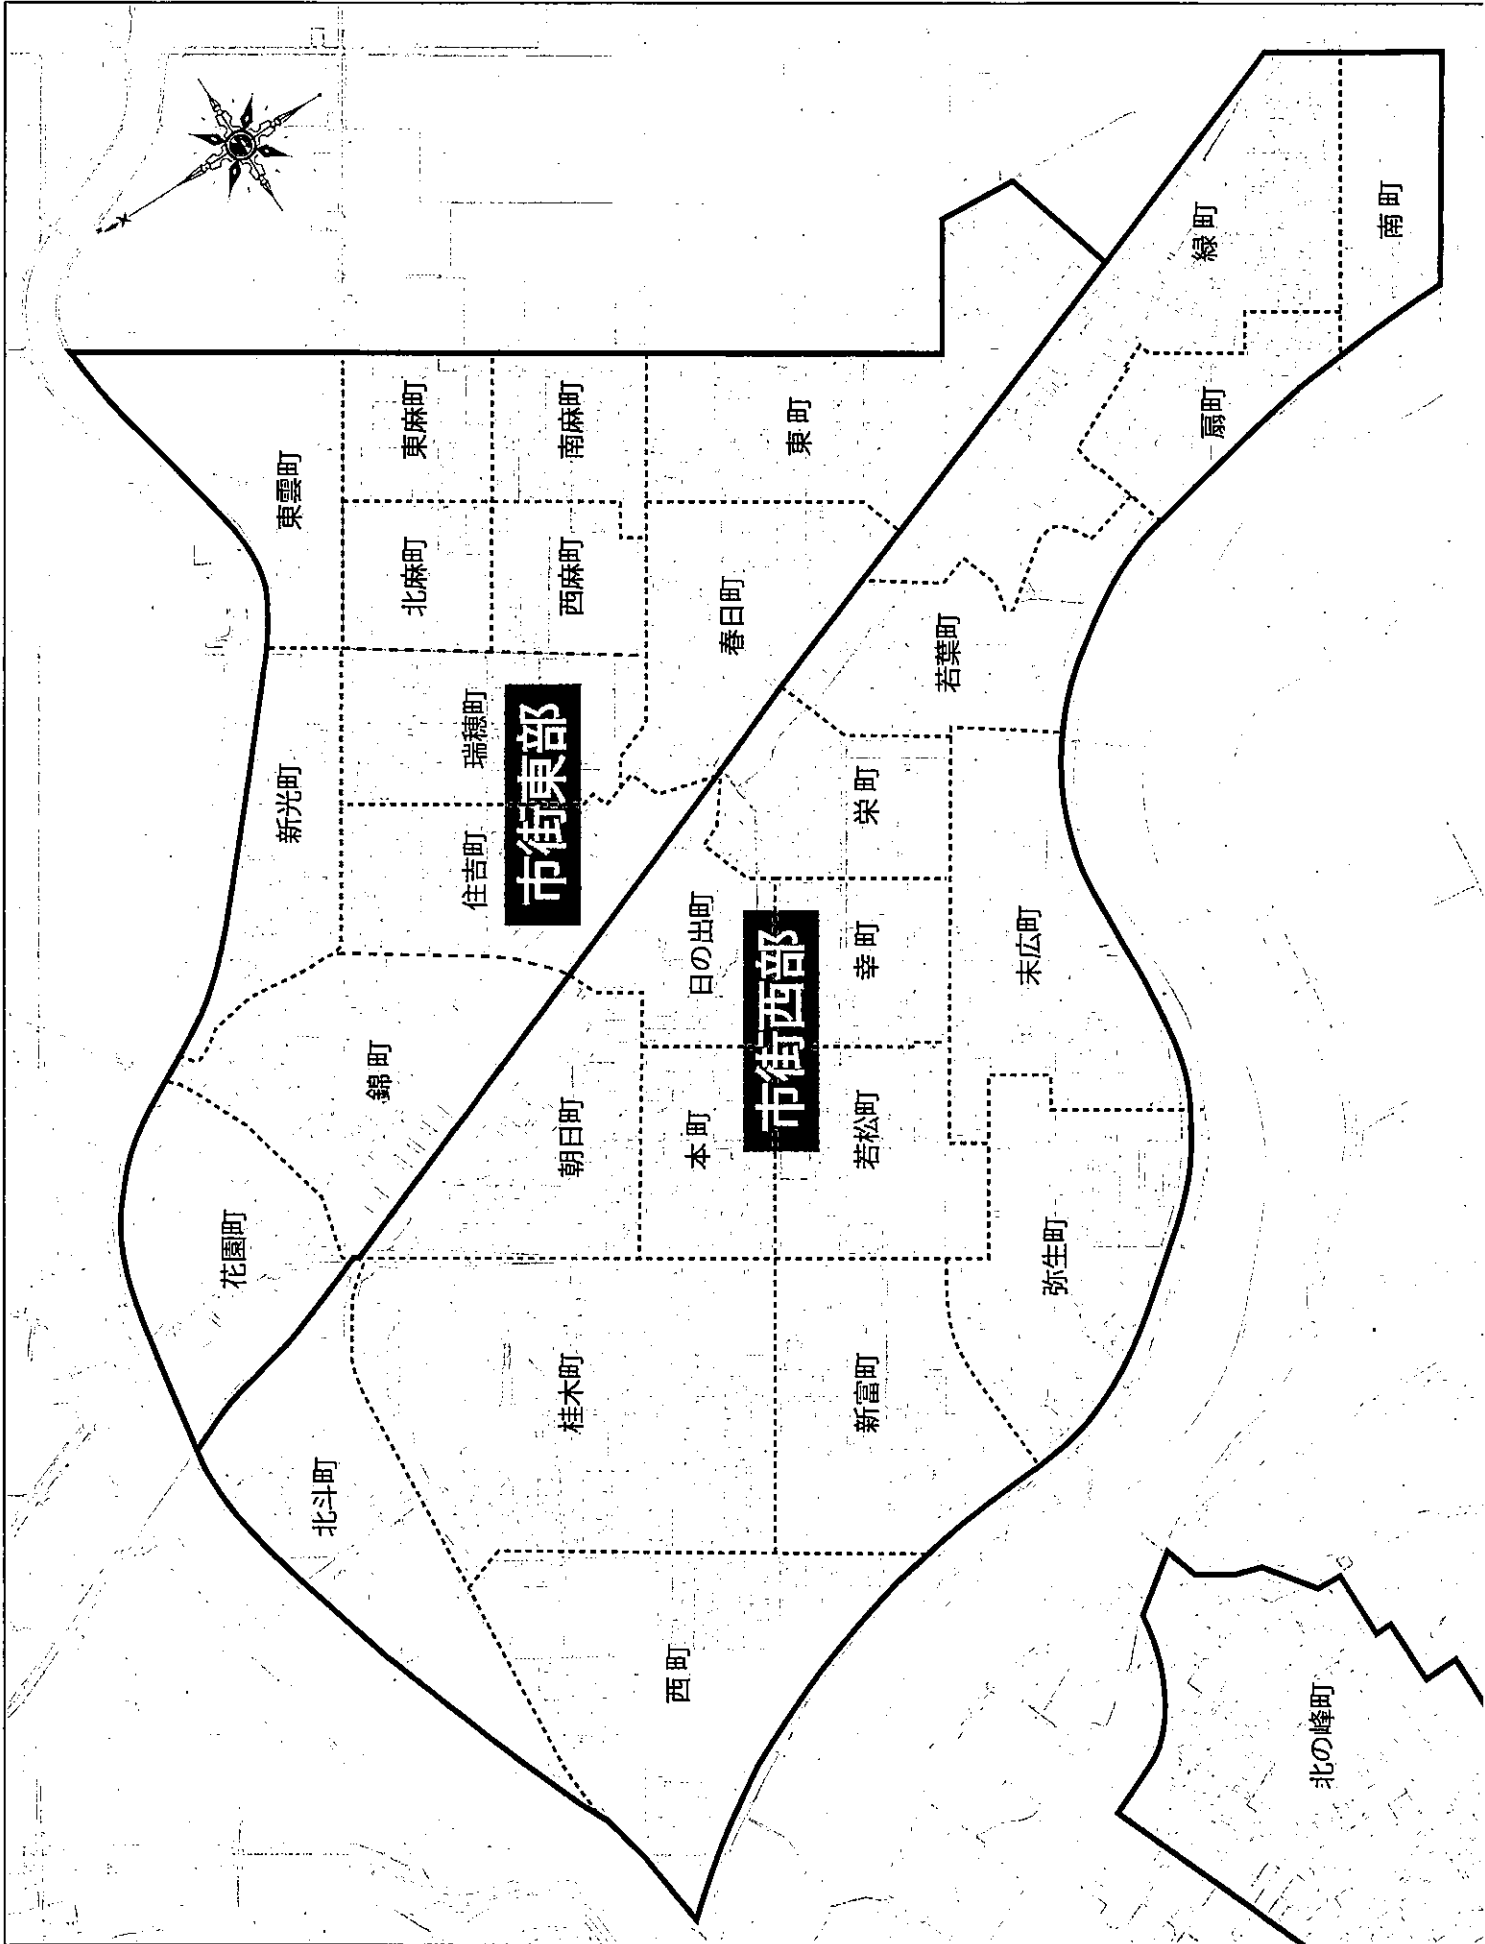 東雲町
東麻町
南麻町
東町
北麻町
西麻町
春日町
新光町
瑞穂町
住吉町
市街東部
錦町
花園町
緑町
南町
扇町
若葉町
栄町
日の出町
幸町
末広町
市街西部
朝日町
本町
若松町
弥生町
桂木町
新富町
北斗町
西町
北の峰町